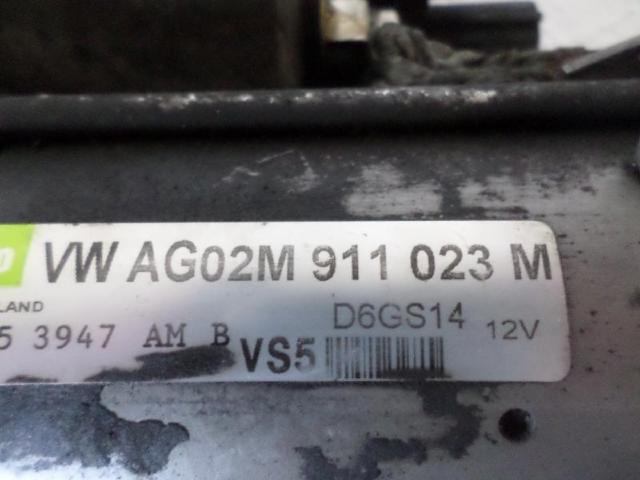 O VW AG02M 911 023 M
LAND D6GS14 12V
5 3947 AM B VS5